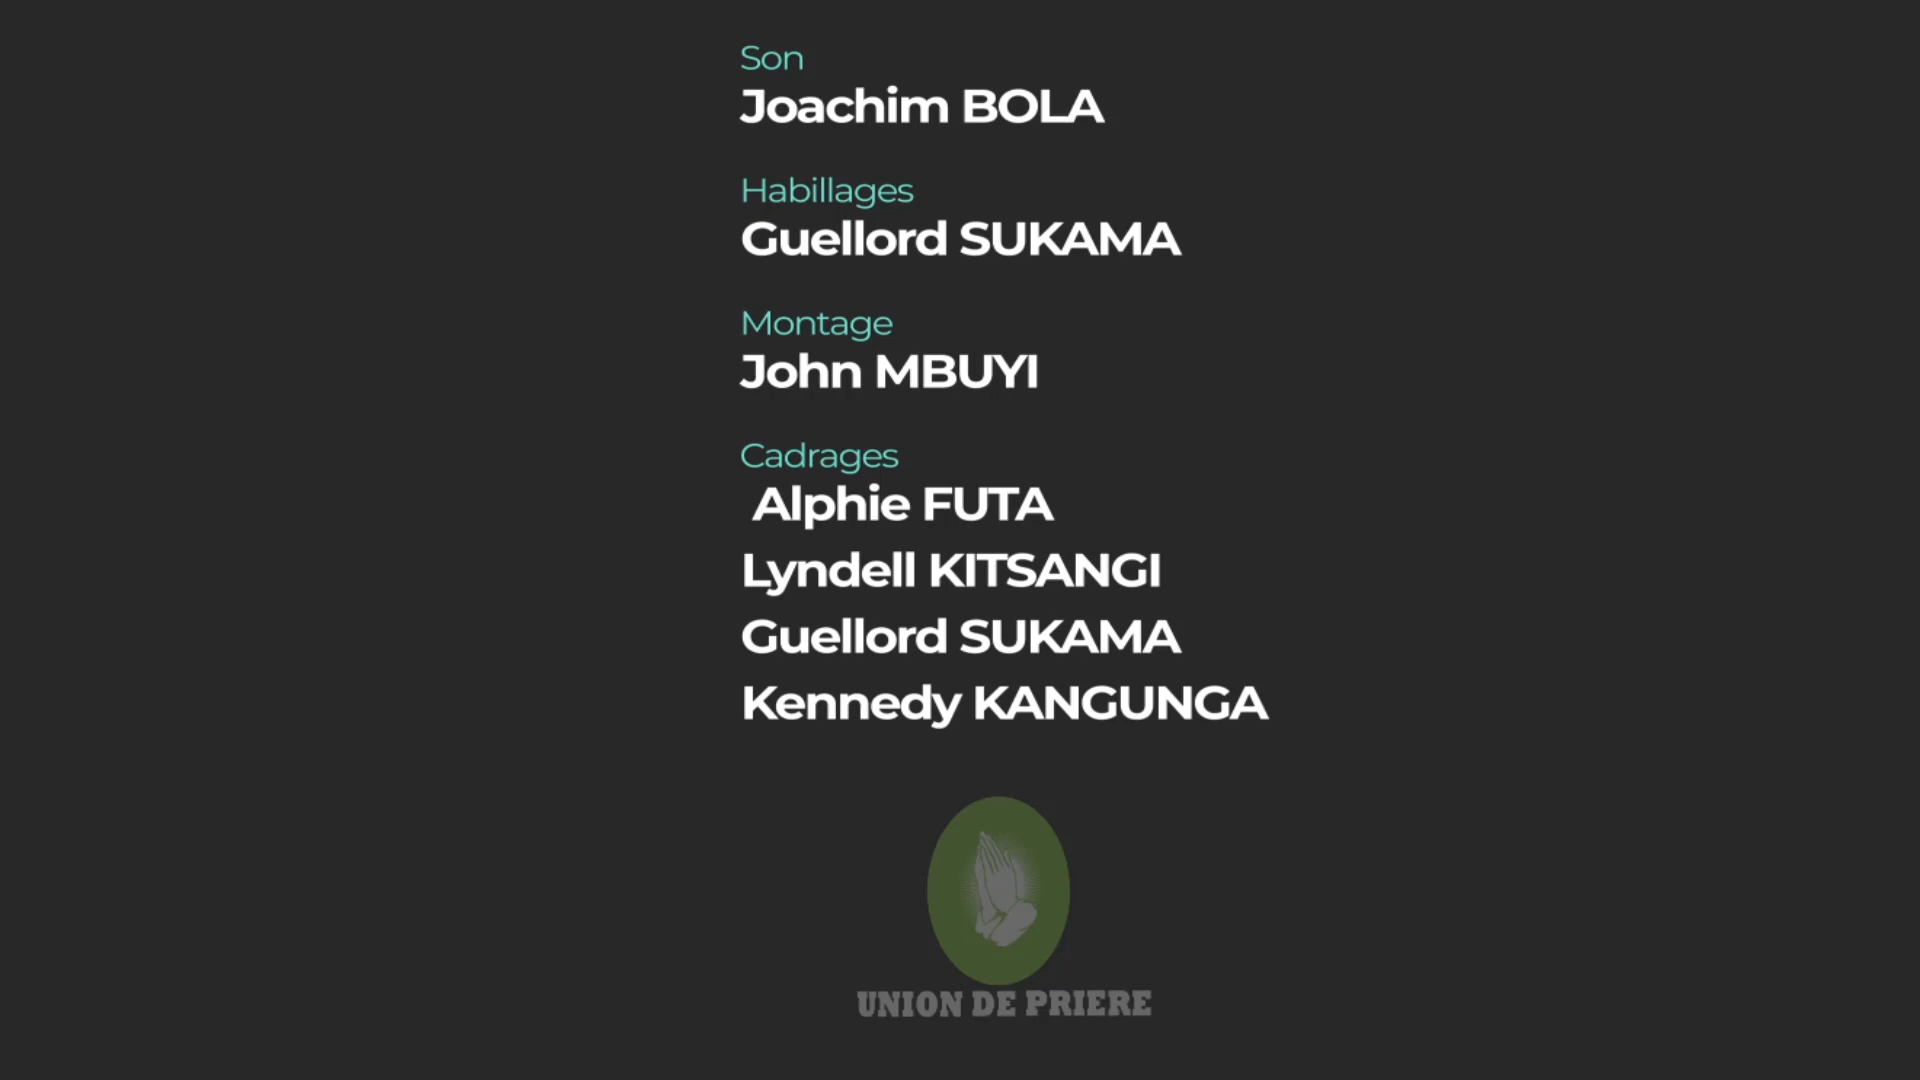 Son
Joachim BOLA
Habillages
Guellord SUKAMA
Montage
John MBUYI
Cadrages
Alphie FUTA
Lyndell KITSANGI
Guellord SUKAMA
Kennedy KANGUNGA
UNION DE PRIERE